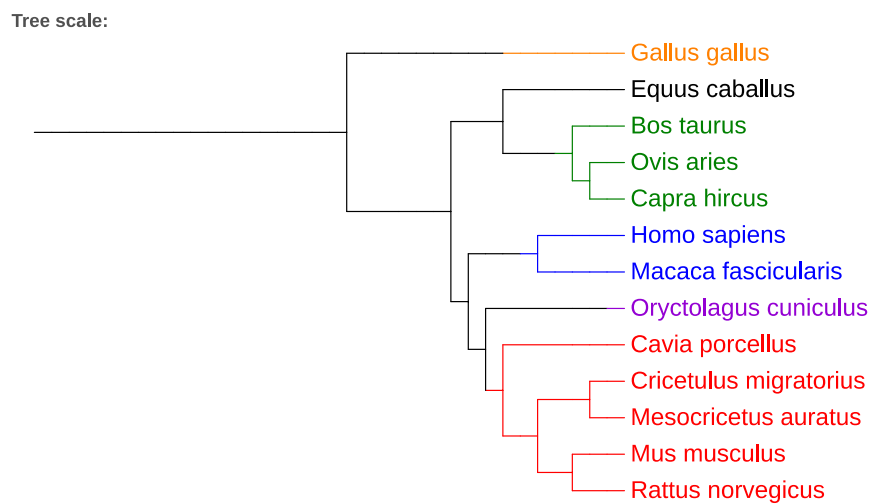 Tree scale:
Gallus gallus
Equus caballus
Bos taurus
Ovis aries
Capra hircus
Homo sapiens
Macaca fascicularis
Oryctolagus cuniculus
Cavia porcellus
Cricetulus migratorius
Mesocricetus auratus
Mus musculus
Rattus norvegicus